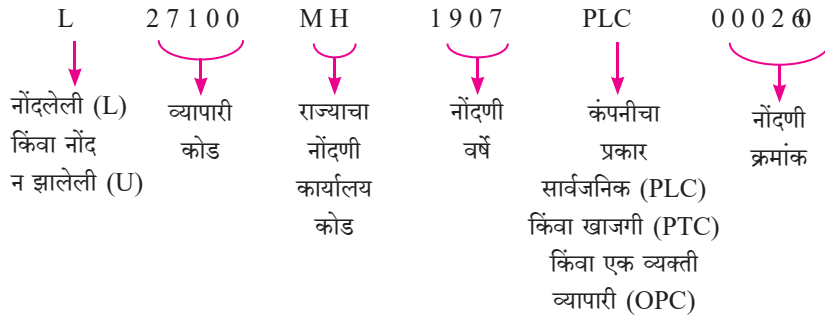 L 27100 MH 1907 PLC
नोंदलेली (L)
किंवा नोंद
न झालेली (U)
व्यापारी
कोड
राज्याचा
नोंदणी
कार्यालय
कोड
नोंदणी
वर्षे
कंपनीचा
प्रकार
सार्वजनिक (PLC)
किंवा खाजगी (PTC)
किंवा एक व्यक्ती
व्यापारी (OPC)
नोंदणी
क्रमांक